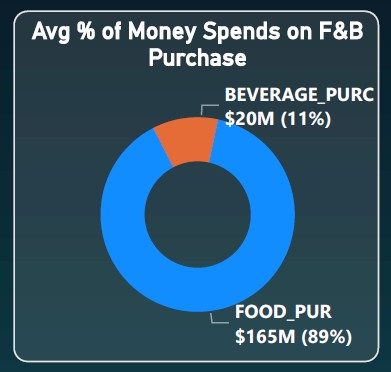 Avg % of Money Spends on F&B
Purchase
BEVERAGE_PURC
$20M (11%)
FOOD_PUR
$165M (89%)